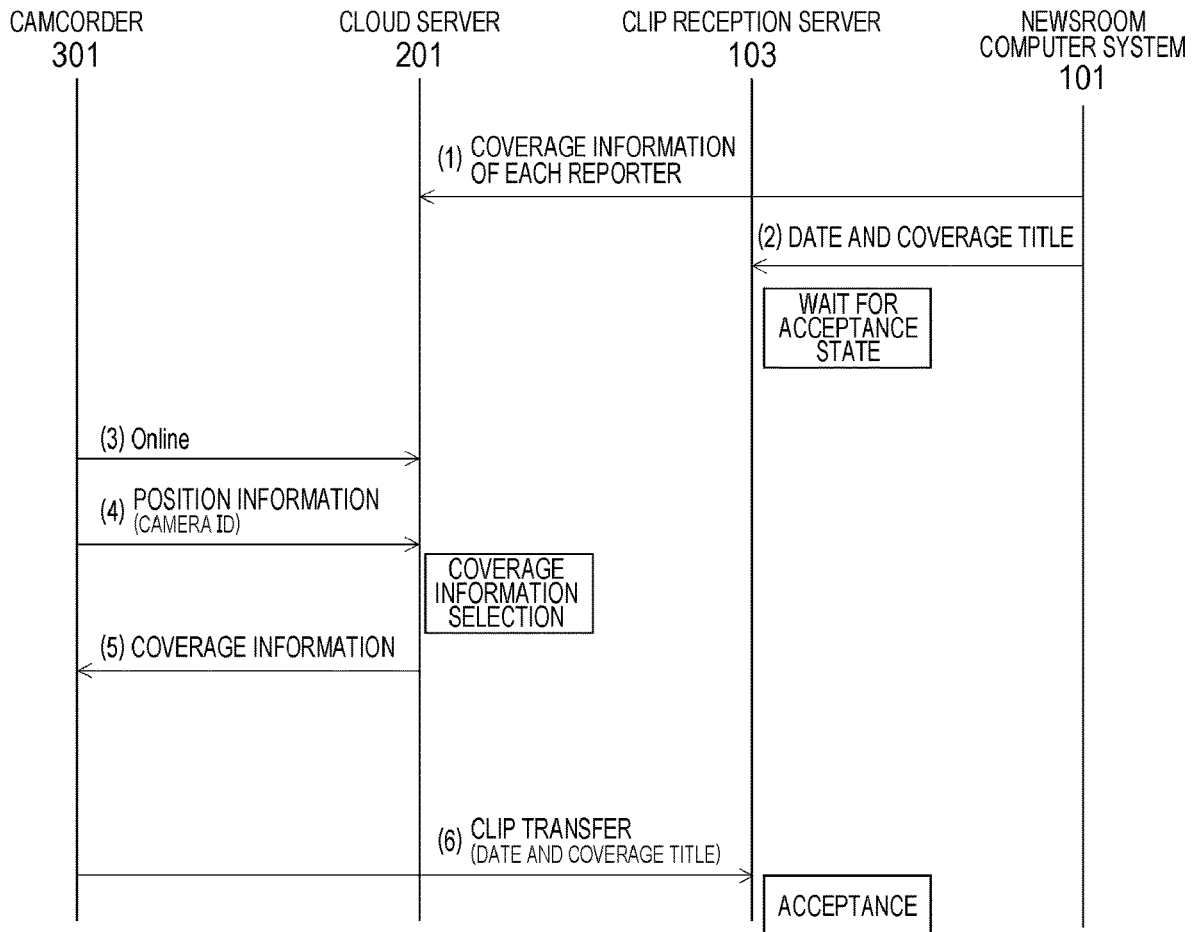 CAMCORDER
301
CLOUD SERVER
201
CLIP RECEPTION SERVER
103
NEWSROOM
COMPUTER SYSTEM
101
(1) COVERAGE INFORMATION
OF EACH REPORTER
(2) DATE AND COVERAGE TITLE
WAIT FOR
ACCEPTANCE
STATE
(3) Online
(4) POSITION INFORMATION
(CAMERA ID)
COVERAGE
INFORMATION
SELECTION
(5) COVERAGE INFORMATION
(6) CLIP TRANSFER
(DATE AND COVERAGE TITLE)
ACCEPTANCE